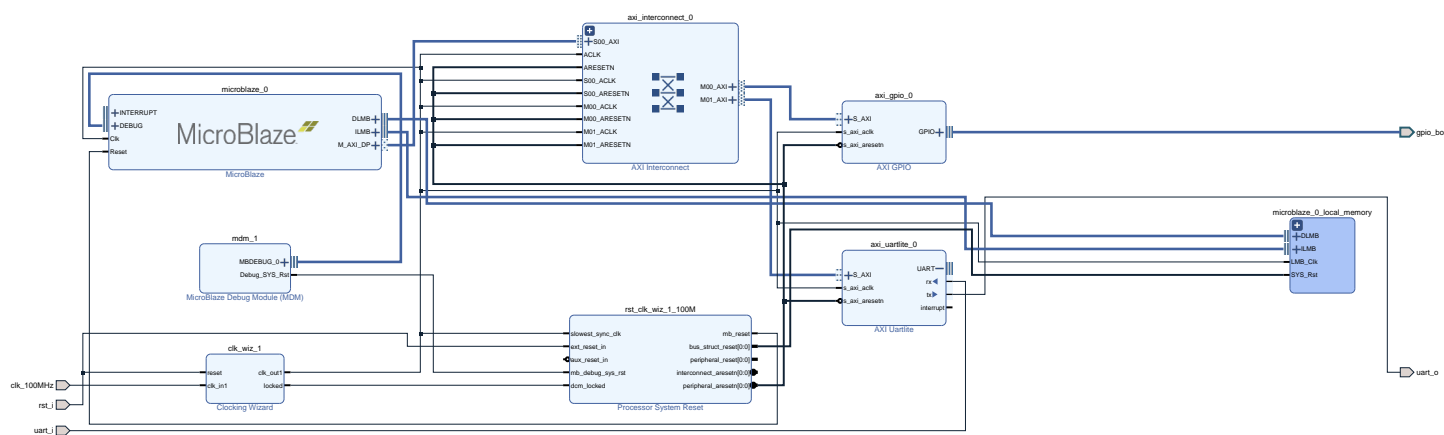 axi_interconnect_0
S00_AXI
ACLK
ARESETN
S00_ACLK
S00_ARESETN
M00_ACLK
M00_ARESETN
M01_ACLK
M01_ARESETN
M00_AXI
M01_AXI
AXI Interconnect
microblaze_0
INTERRUPT
DEBUG
Clk
Reset
MicroBlaze
DLMB
ILMB
M_AXI_DP
MicroBlaze
axi_gpio_0
S_AXI
s_axi_aclk
s_axi_aresetn
GPIO
AXI GPIO
gpio_bo
microblaze_0_local_memory
DLMB
ILMB
LMB_Clk
SYS_Rst
mdm_1
MBDEBUG_0
Debug_SYS_Rst
MicroBlaze Debug Module (MDM)
axi_uartlite_0
S_AXI
s_axi_aclk
s_axi_aresetn
UART
rx
tx
interrupt
AXI Uartlite
rst_clk_wiz_1_100M
slowest_sync_clk
ext_reset_in
aux_reset_in
mb_debug_sys_rst
dcm_locked
mb_reset
bus_struct_reset[0:0]
peripheral_reset[0:0]
interconnect_aresetn[0:0]
peripheral_aresetn[0:0]
Processor System Reset
clk_wiz_1
reset
clk_in1
clk_out1
locked
Clocking Wizard
clk_100MHz
rst_i
uart_i
uart_o